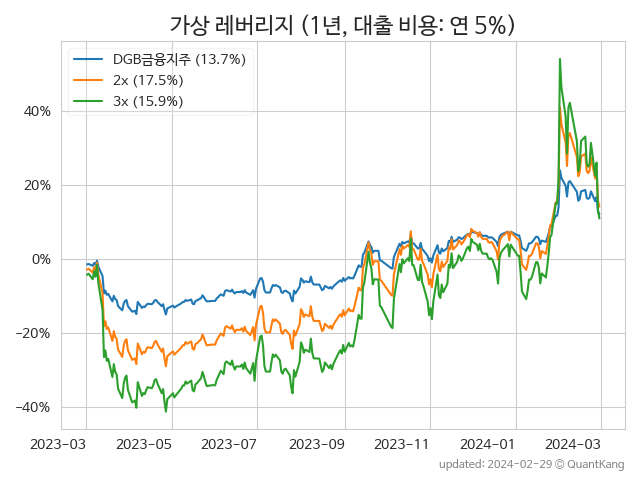 가상 레버리지 (1년, 대출 비용: 연 5%)
DGB금융지주 (13.7%)
2x (17.5%)
3x (15.9%)
40%
20%
0%
−20%
−40%
2023-03 2023-05 2023-07 2023-09 2023-11 2024-01 2024-03
updated: 2024-02-29 © QuantKang